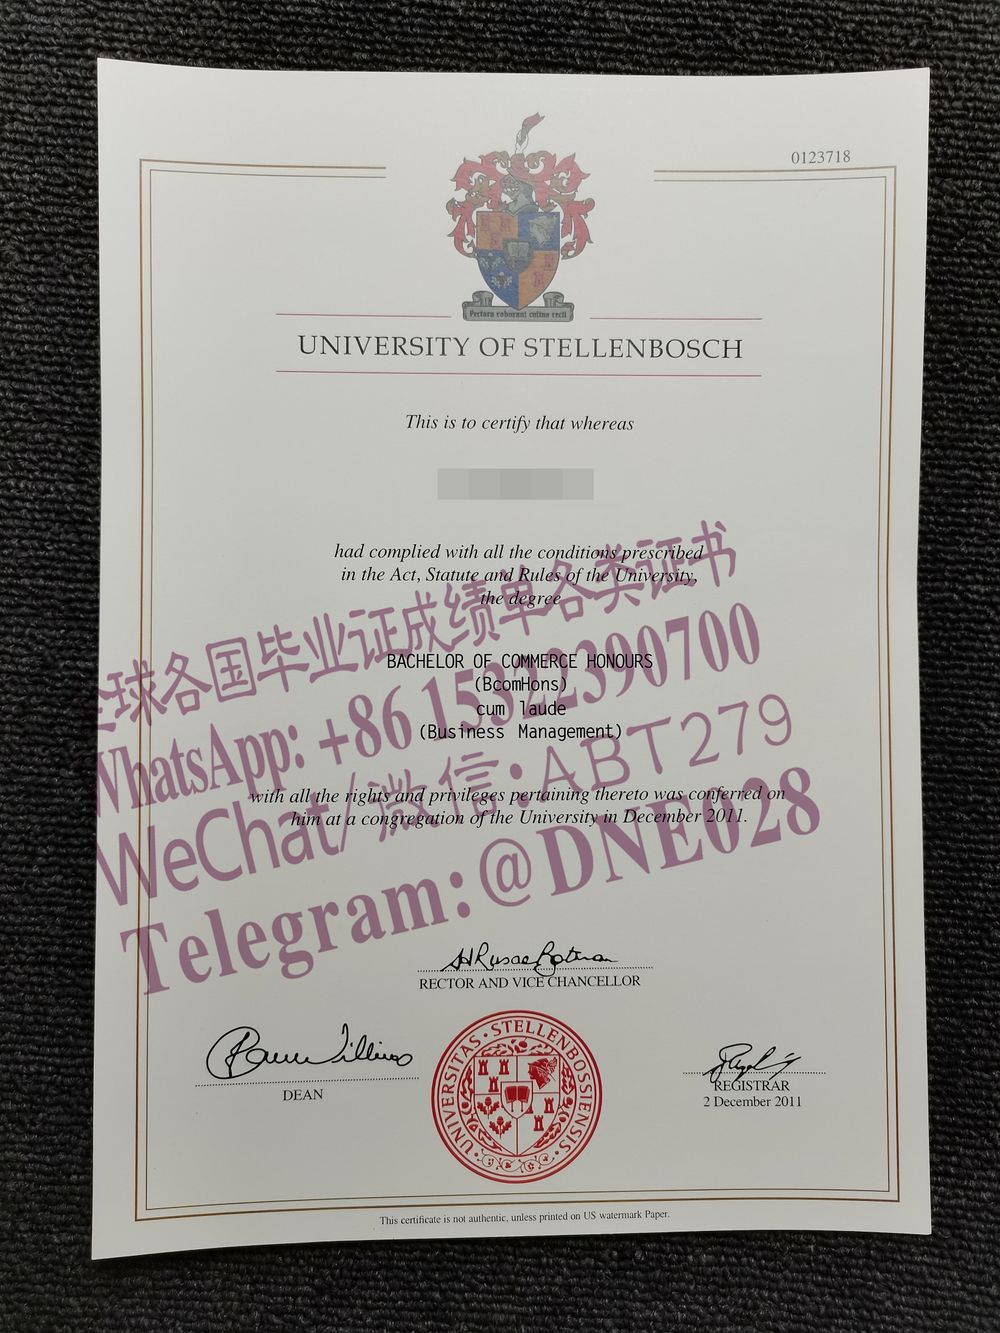 0123718
Pectora roborant cultus recti
UNIVERSITY OF STELLENBOSCH
This is to certify that whereas
had complied with all the conditions prescribed
in the Act, Statute and Rules of the University,
the degree
BACHELOR OF COMMERCE HONOURS
(BcomHons)
cum laude
(Business Management)
with all the rights and privileges pertaining thereto was conferred on
him at a congregation of the University in December 2011.
全球各国毕业证成绩单各类证书
WhatsApp: +86 15322390700
WeChat/微信:ABT279
Telegram:@DNE028
RECTOR AND VICE CHANCELLOR
DEAN
UNIVERSITAS · STELLENBOSSIENSIS ·
REGISTRAR
2 December 2011
This certificate is not authentic, unless printed on US watermark Paper.